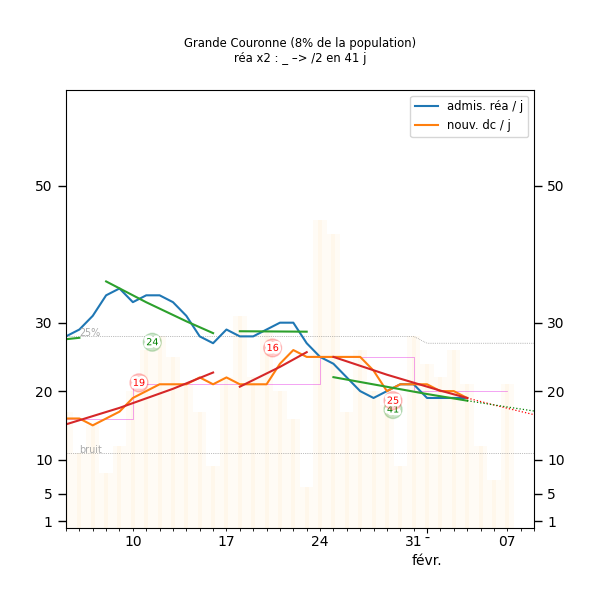 Grande Couronne (8% de la population)
réa x2 : _ –> /2 en 41 j
admis. réa / j
nouv. dc / j
50 50
30 30
25%
24
16
19
20 20
25
41
bruit
10 10
5 5
1 1
10 17 24 31 - 07
févr.